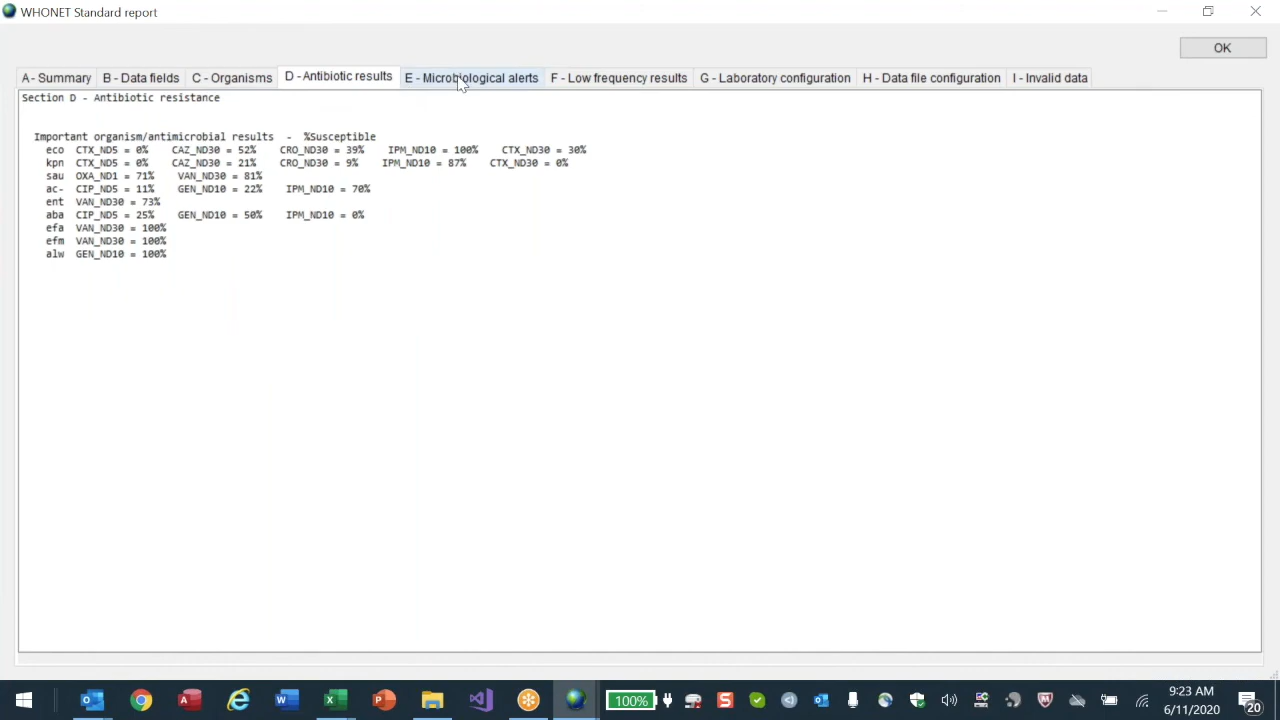 WHONET Standard report
OK
A - Summary B - Data fields C - Organisms D - Antibiotic results E - Microbiological alerts F - Low frequency results G - Laboratory configuration H - Data file configuration I - Invalid data
Section D - Antibiotic resistance
Important organism/antimicrobial results - %Susceptible
eco CTX_ND5 = 0% CAZ_ND30 = 52% CRO_ND30 = 39% IPM_ND10 = 100% CTX_ND30 = 30%
kpn CTX_ND5 = 0% CAZ_ND30 = 21% CRO_ND30 = 9% IPM_ND10 = 87% CTX_ND30 = 0%
sau OXA_ND1 = 71% VAN_ND30 = 81%
ac- CIP_ND5 = 11% GEN_ND10 = 22% IPM_ND10 = 70%
ent VAN_ND30 = 73%
aba CIP_ND5 = 25% GEN_ND10 = 50% IPM_ND10 = 0%
efa VAN_ND30 = 100%
efm VAN_ND30 = 100%
alw GEN_ND10 = 100%
100%
9:23 AM
6/11/2020
20